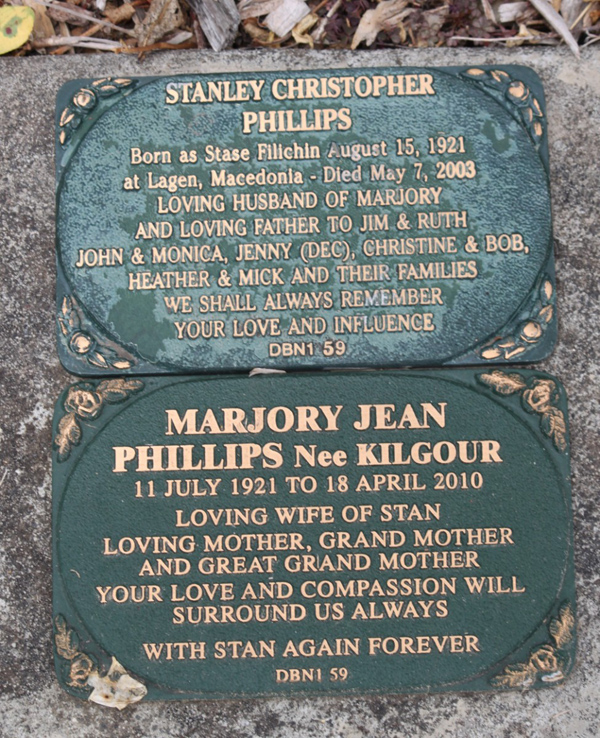 STANLEY CHRISTOPHER
PHILLIPS
Born as Stase Filichin August 15, 1921
at Lagen, Macedonia - Died May 7, 2003
LOVING HUSBAND OF MARJORY
AND LOVING FATHER TO JIM & RUTH
JOHN & MONICA, JENNY (DEC), CHRISTINE & BOB,
HEATHER & MICK AND THEIR FAMILIES
WE SHALL ALWAYS REMEMBER
YOUR LOVE AND INFLUENCE
DBN1 59
MARJORY JEAN
PHILLIPS Nee KILGOUR
11 JULY 1921 TO 18 APRIL 2010
LOVING WIFE OF STAN
LOVING MOTHER, GRAND MOTHER
AND GREAT GRAND MOTHER
YOUR LOVE AND COMPASSION WILL
SURROUND US ALWAYS
WITH STAN AGAIN FOREVER
DBN1 59